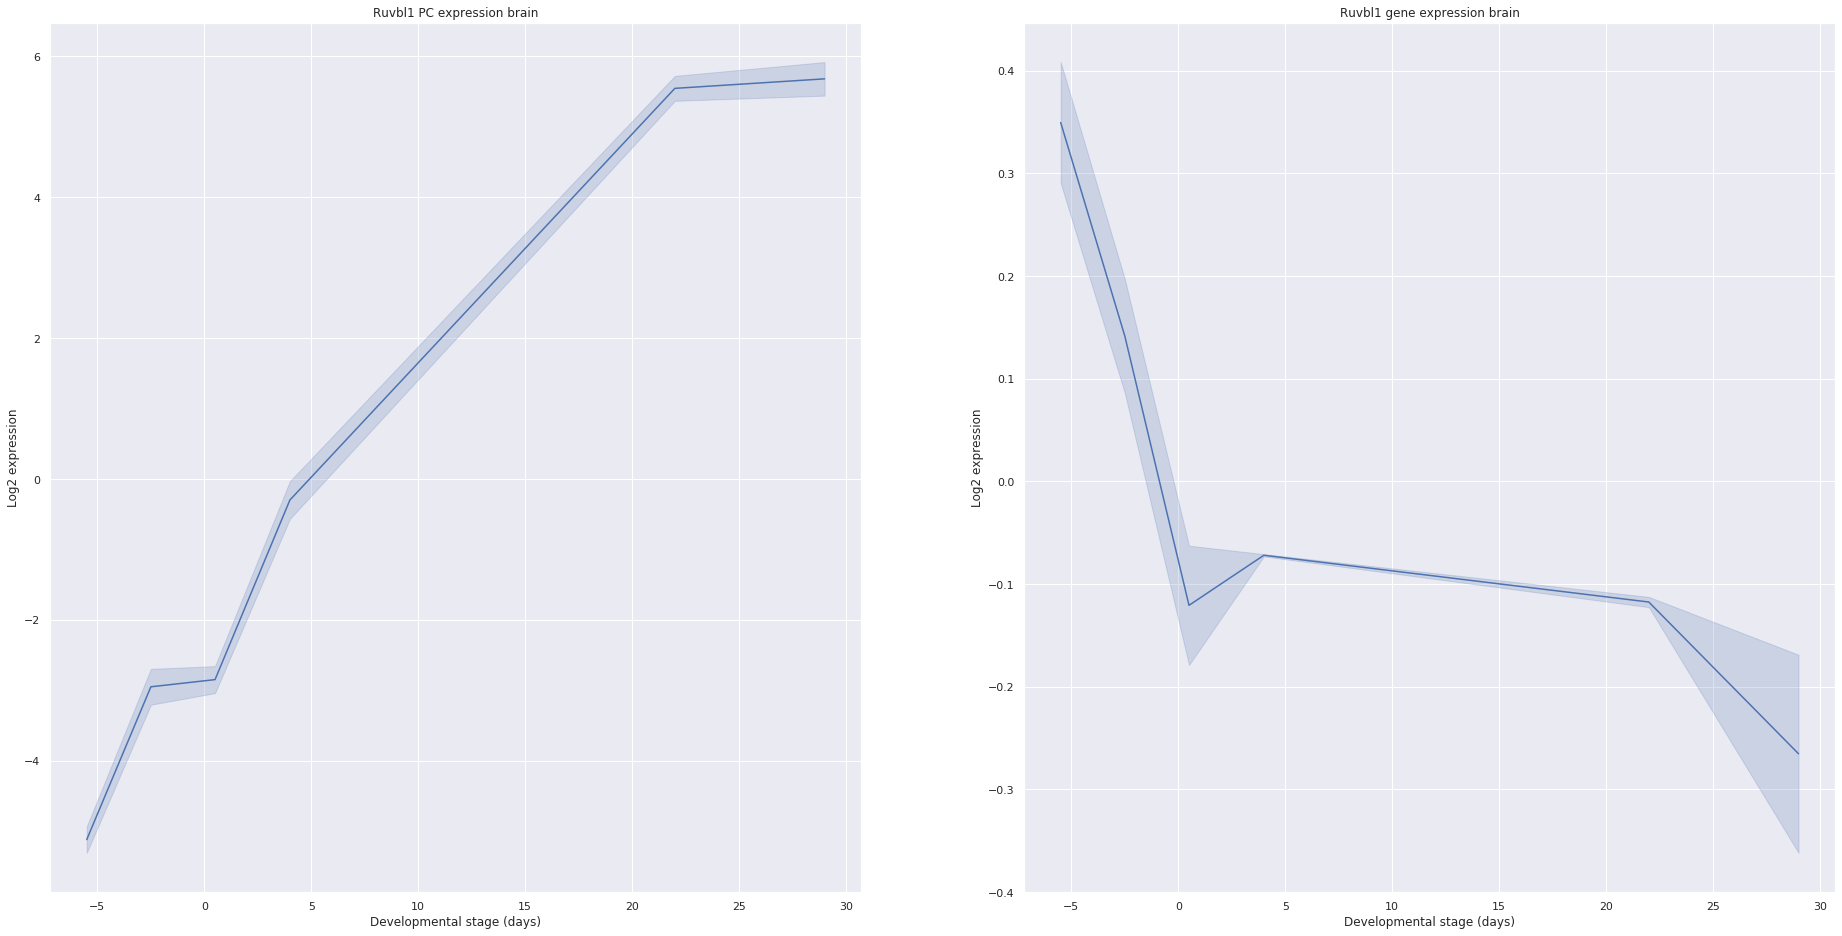 Ruvbl1 PC expression brain
Log2 expression
6
4
2
0
−2
−4
−5 0 5 10 15 20 25 30
Developmental stage (days)
Ruvbl1 gene expression brain
Log2 expression
0.4
0.3
0.2
0.1
0.0
−0.1
−0.2
−0.3
−0.4
−5 0 5 10 15 20 25 30
Developmental stage (days)